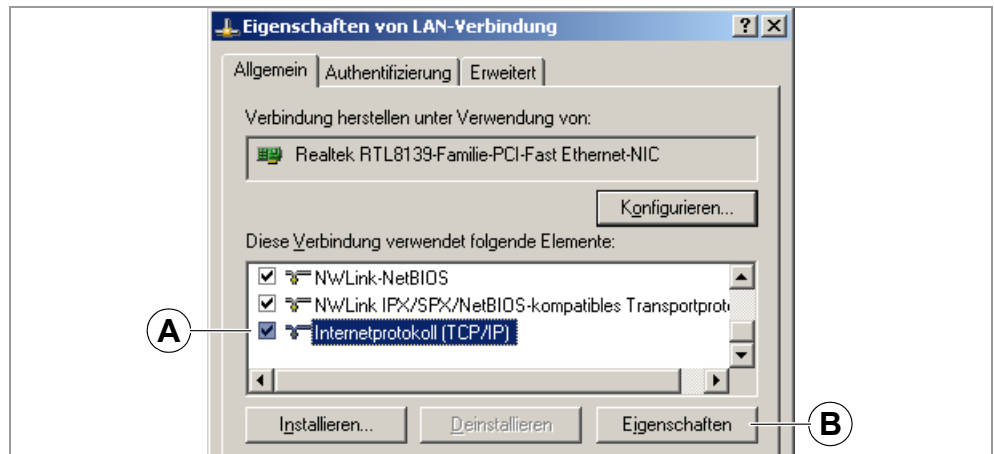 Eigenschaften von LAN-Verbindung
Allgemein Authentifizierung Erweitert
Verbindung herstellen unter Verwendung von:
Realtek RTL8139-Familie-PCI-Fast Ethernet-NIC
Konfigurieren...
Diese Verbindung verwendet folgende Elemente:
NWLink-NetBIOS
NWLink IPX/SPX/NetBIOS-kompatibles Transportproto
A Internetprotokoll (TCP/IP)
Installieren... Deinstallieren Eigenschaften B